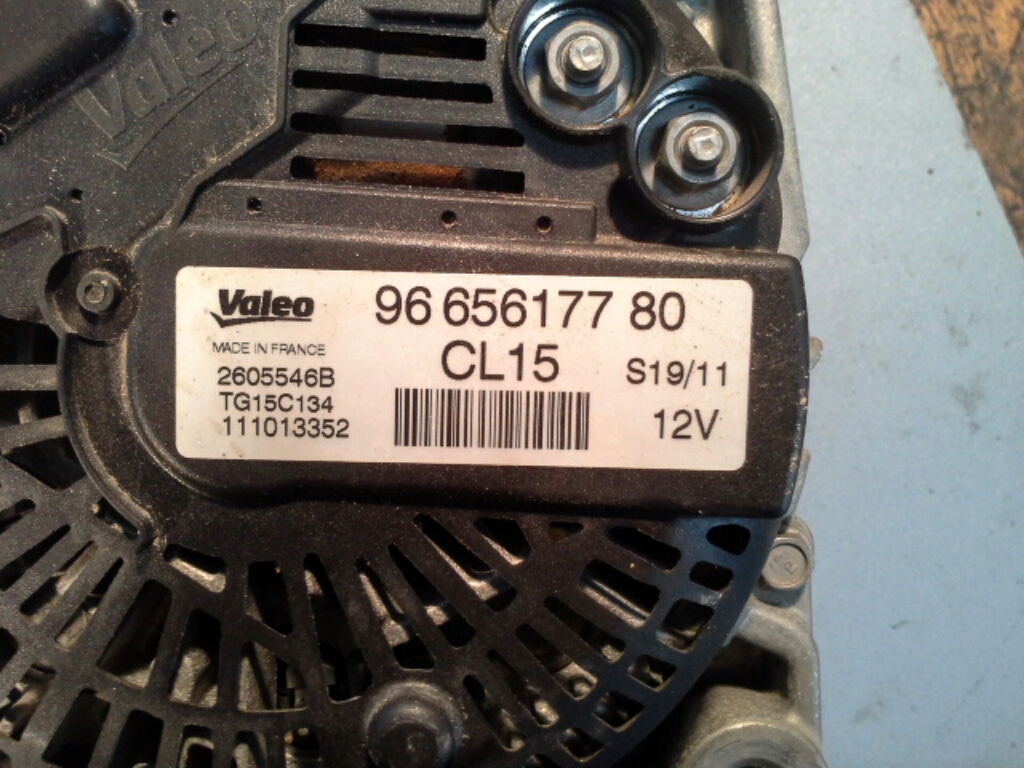 Valeo
Valeo
96 656177 80
MADE IN FRANCE
CL15
S19/11
2605546B
TG15C134
111013352
12V